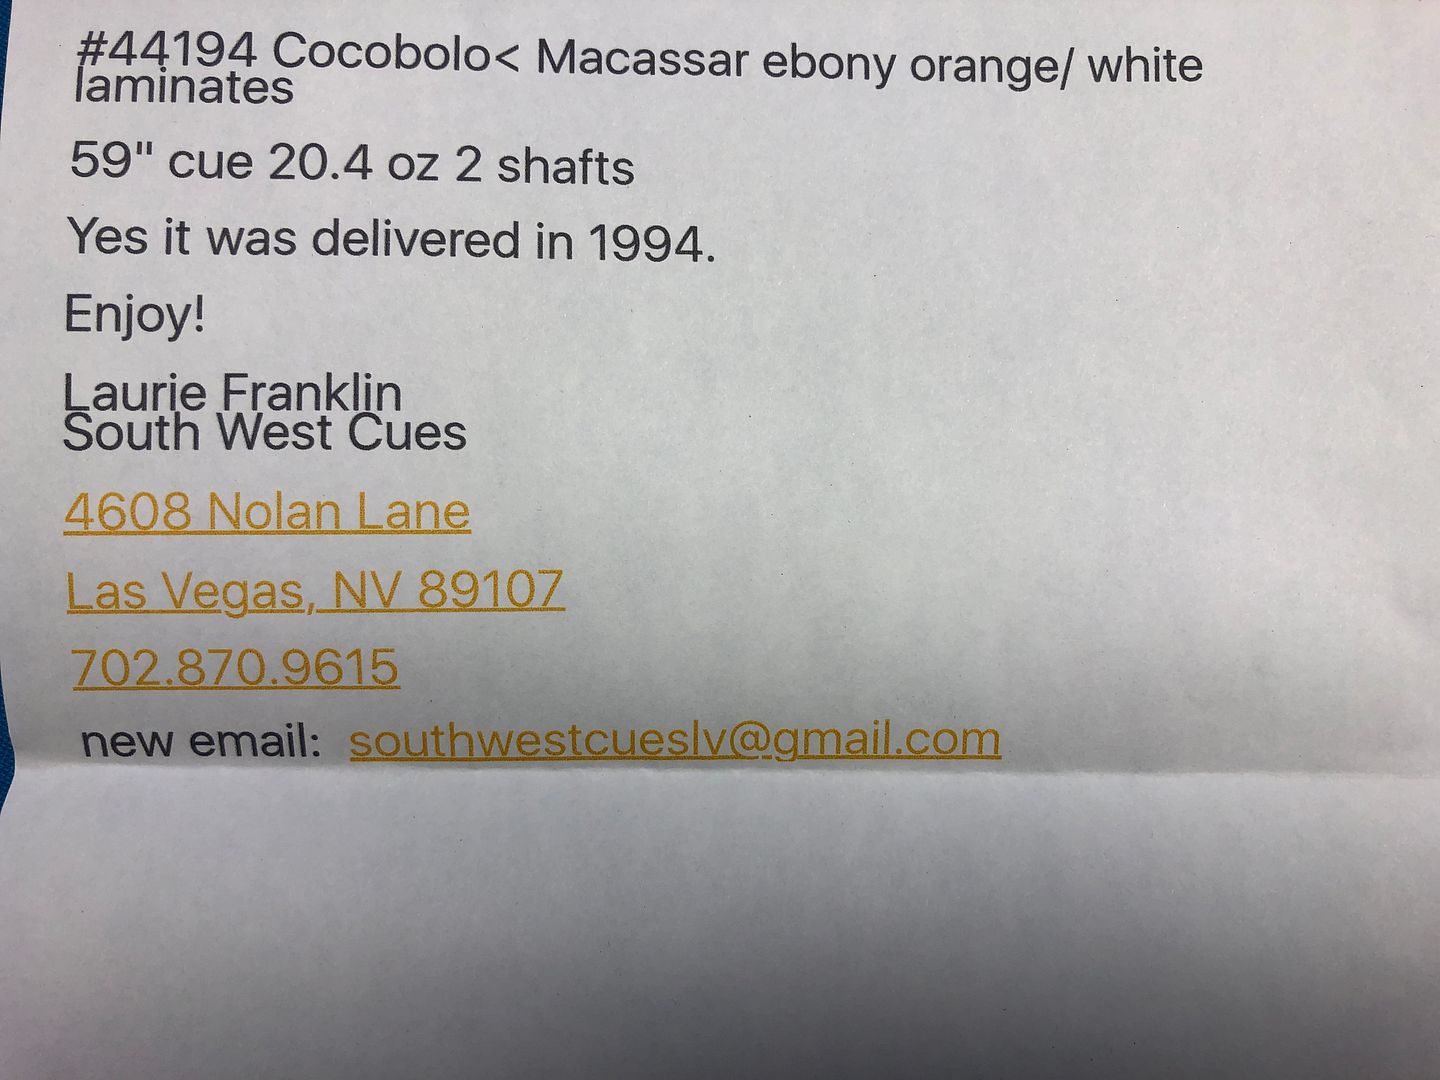 #44194 Cocobolo< Macassar ebony orange/ white
laminates
59" cue 20.4 oz 2 shafts
Yes it was delivered in 1994.
Enjoy!
Laurie Franklin
South West Cues
4608 Nolan Lane
Las Vegas, NV 89107
702.870.9615
new email: southwestcueslv@gmail.com